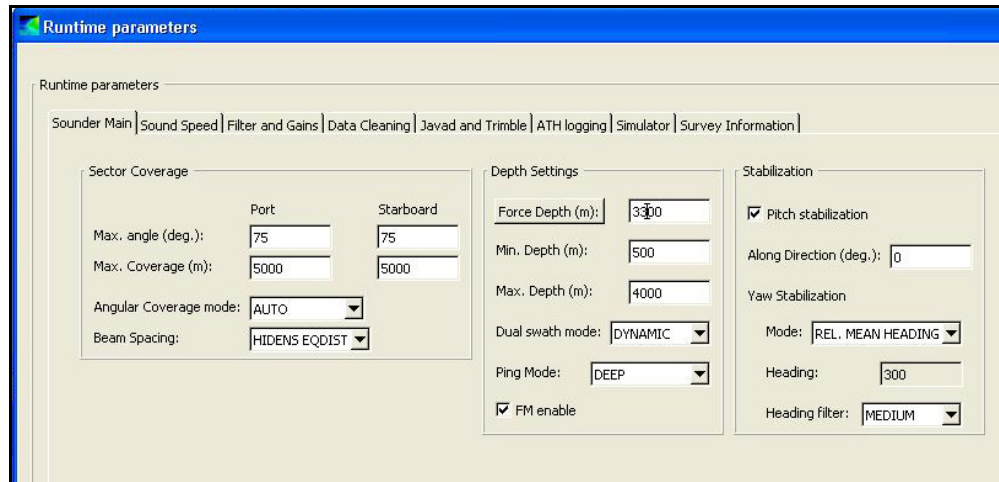 Runtime parameters
Runtime parameters
Sounder Main Sound Speed Filter and Gains Data Cleaning Javad and Trimble ATH logging Simulator Survey Information
Sector Coverage
Port Starboard
Max. angle (deg.): 75 75
Max. Coverage (m): 5000 5000
Angular Coverage mode: AUTO
Beam Spacing: HIDENS EQDIST
Depth Settings
Force Depth (m): 3300
Min. Depth (m): 500
Max. Depth (m): 4000
Dual swath mode: DYNAMIC
Ping Mode: DEEP
FM enable
Stabilization
Pitch stabilization
Along Direction (deg.): 0
Yaw Stabilization
Mode: REL. MEAN HEADING
Heading: 300
Heading filter: MEDIUM